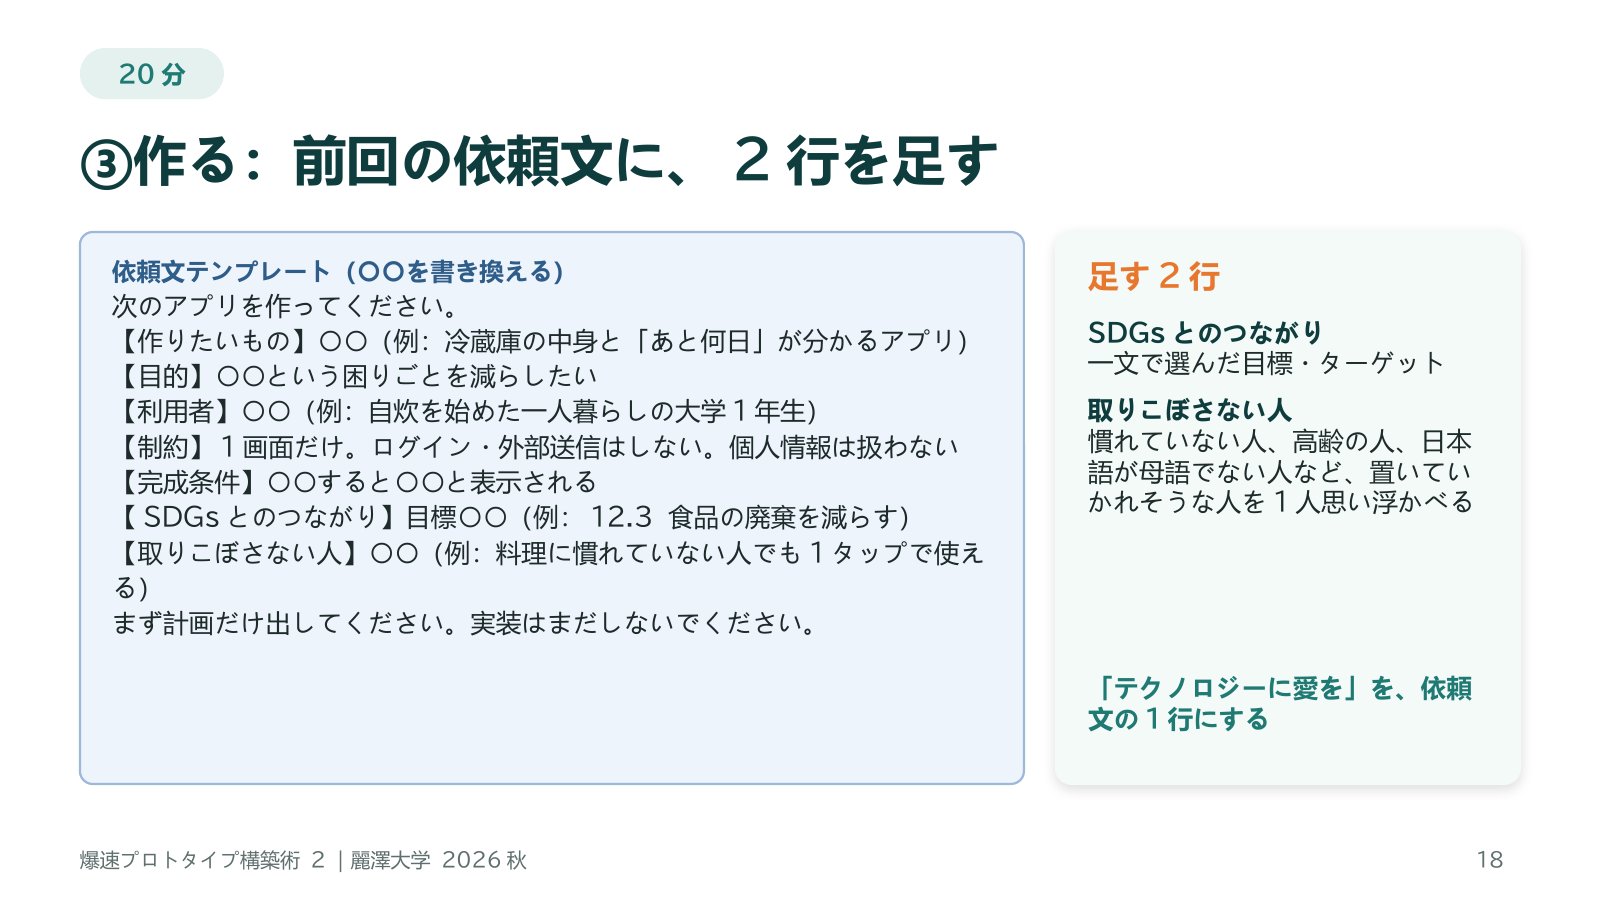 20分
③作る：前回の依頼文に、2行を足す
依頼文テンプレート（〇〇を書き換える）
次のアプリを作ってください。
【作りたいもの】〇〇（例：冷蔵庫の中身と「あと何日」が分かるアプリ）
【目的】〇〇という困りごとを減らしたい
【利用者】〇〇（例：自炊を始めた一人暮らしの大学1年生）
【制約】1画面だけ。ログイン・外部送信はしない。個人情報は扱わない
【完成条件】〇〇すると〇〇と表示される
【SDGsとのつながり】目標〇〇（例：12.3 食品の廃棄を減らす）
【取りこぼさない人】〇〇（例：料理に慣れていない人でも1タップで使え
る）
まず計画だけ出してください。実装はまだしないでください。
足す2行
SDGsとのつながり
一文で選んだ目標・ターゲット
取りこぼさない人
慣れていない人、高齢の人、日本
語が母語でない人など、置いてい
かれそうな人を1人思い浮かべる
「テクノロジーに愛を」を、依頼
文の1行にする
爆速プロトタイプ構築術 2 | 麗澤大学 2026秋
18